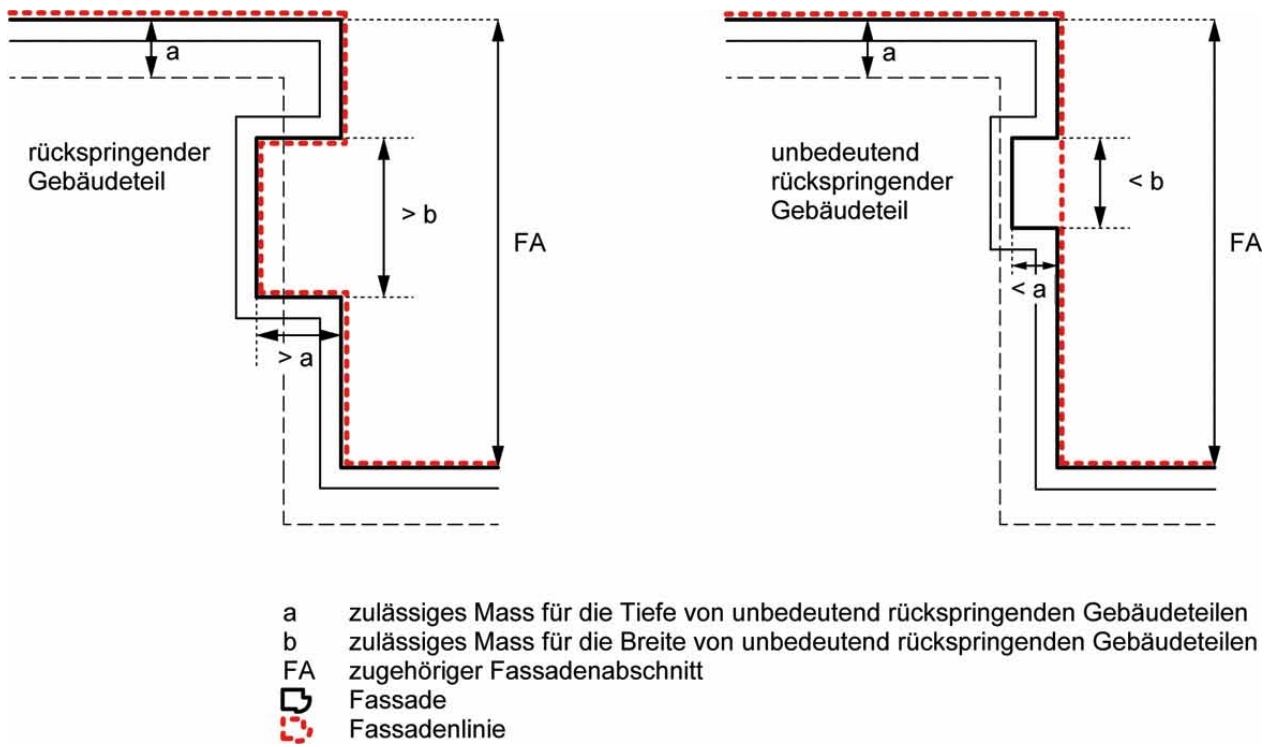 a
rückspringender
Gebäudeteil
> b
FA
> a
a
unbedeutend
rückspringender
Gebäudeteil
< b
FA
< a
a zulässiges Mass für die Tiefe von unbedeutend rückspringenden Gebäudeteilen
b zulässiges Mass für die Breite von unbedeutend rückspringenden Gebäudeteilen
FA zugehöriger Fassadenabschnitt
Fassade
Fassadenlinie